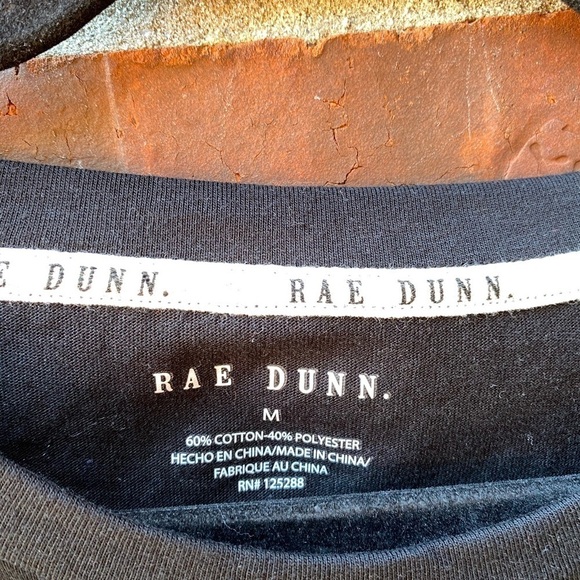 E DUNN. RAE DUNN.
RAE DUNN.
M
60% COTTON-40% POLYESTER
HECHO EN CHINA/MADE IN CHINA/
FABRIQUE AU CHINA
RN# 125288